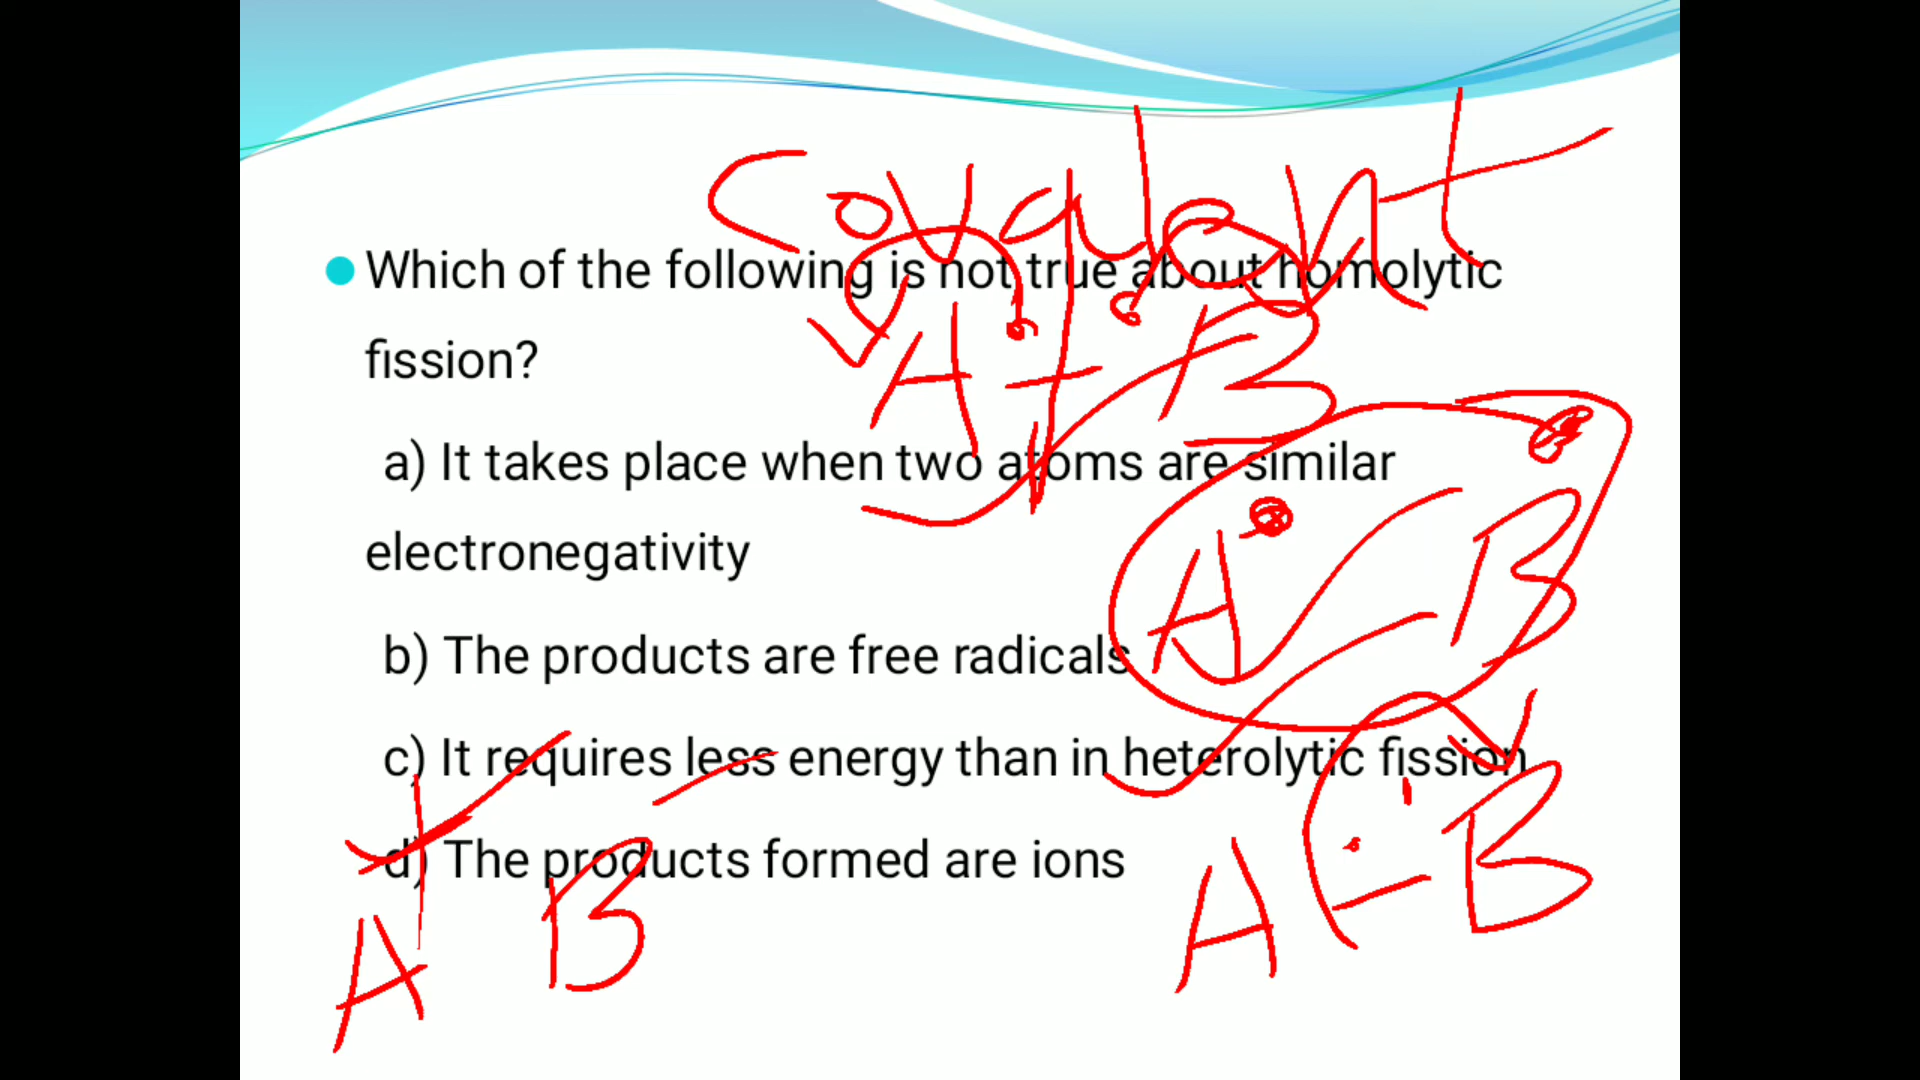 Covalent
Which of the following is not true about homolytic
fission?
A - B
a) It takes place when two atoms are similar
electronegativity
A B
b) The products are free radicals
c) It requires less energy than in heterolytic fission
d) The products formed are ions
A B
A - B